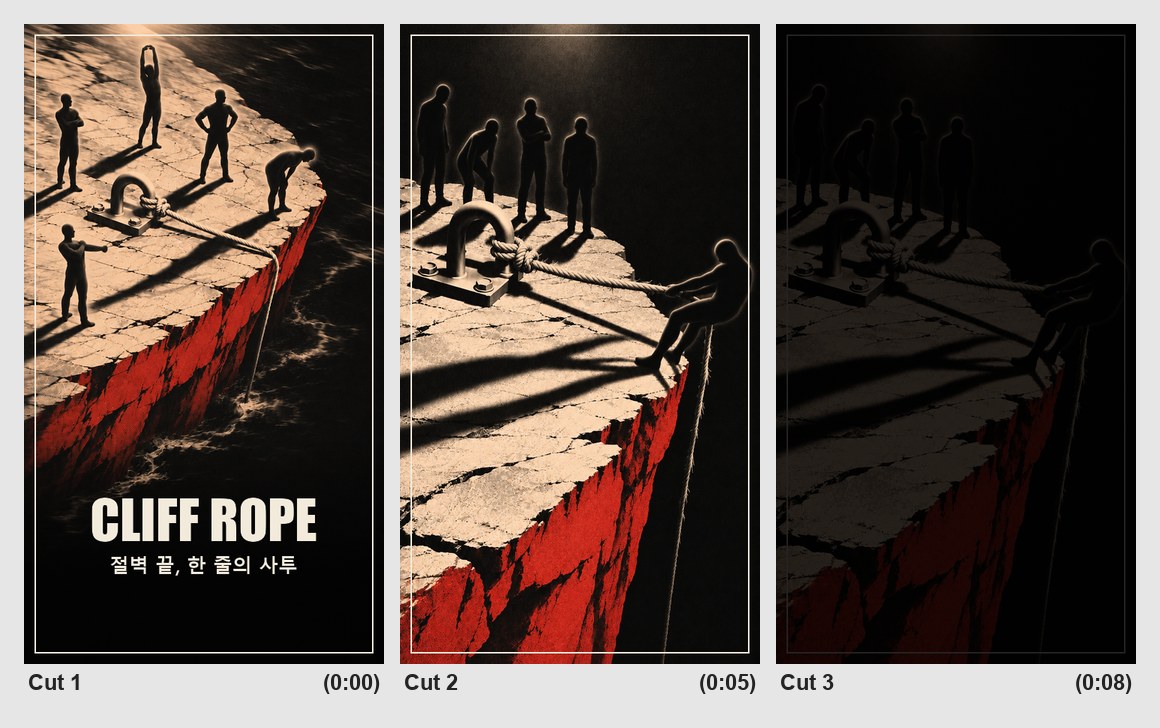 CLIFF ROPE
절벽 끝, 한 줄의 사투
Cut 1 (0:00)
Cut 2 (0:05)
Cut 3 (0:08)